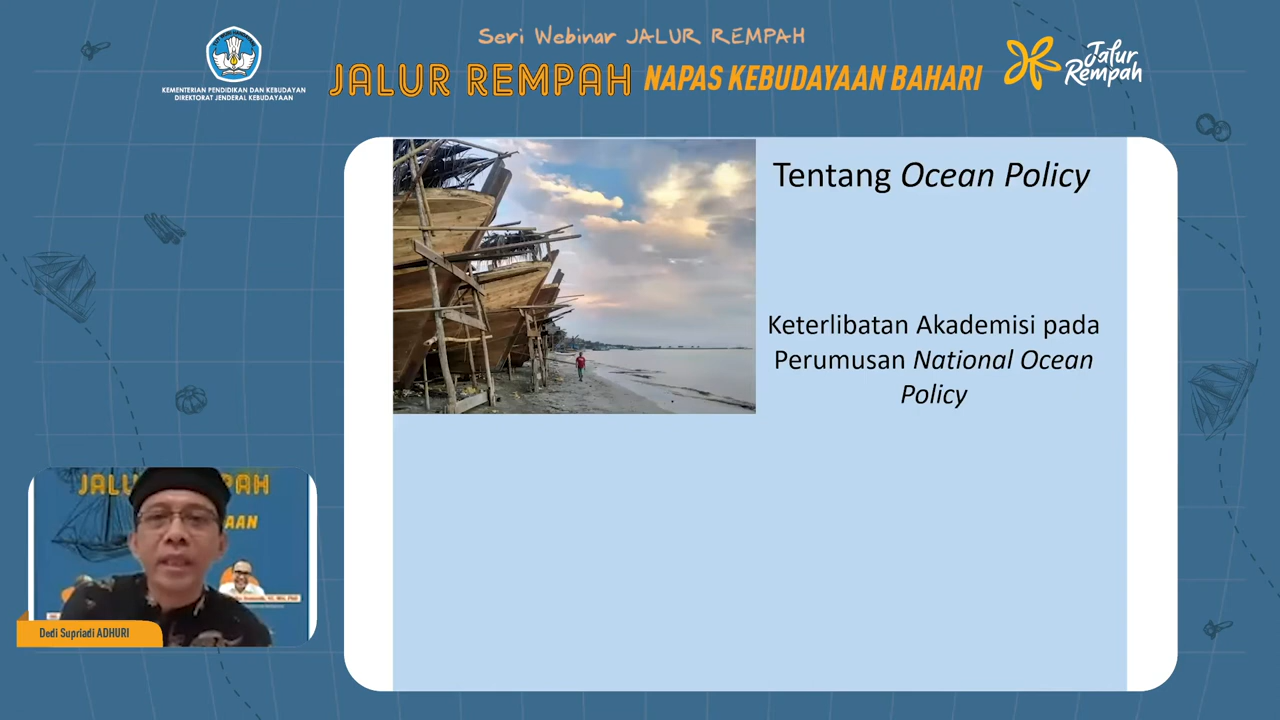 Seri Webinar JALUR REMPAH
JALUR REMPAH NAPAS KEBUDAYAAN BAHARI
KEMENTERIAN PENDIDIKAN DAN KEBUDAYAAN
DIREKTORAT JENDERAL KEBUDAYAAN
Jalur
Rempah
Tentang Ocean Policy
Keterlibatan Akademisi pada
Perumusan National Ocean
Policy
Dedi Supriadi ADHURI